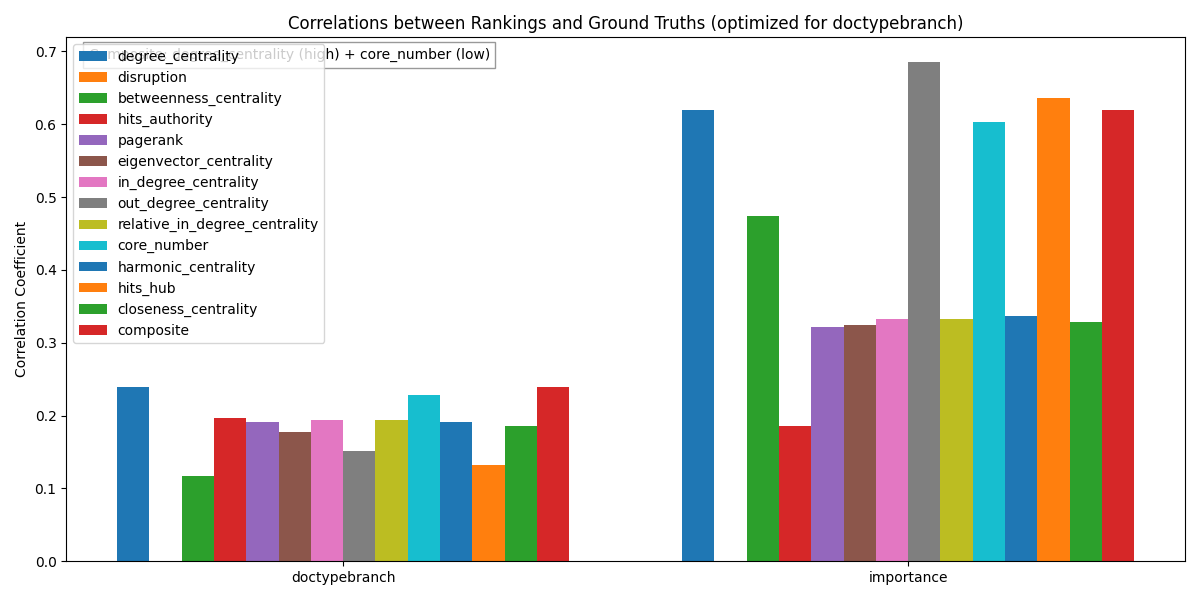 Correlations between Rankings and Ground Truths (optimized for doctypebranch)
Composite: degree_centrality (high) + core_number (low)
degree_centrality
disruption
betweenness_centrality
hits_authority
pagerank
eigenvector_centrality
in_degree_centrality
out_degree_centrality
relative_in_degree_centrality
core_number
harmonic_centrality
hits_hub
closeness_centrality
composite
Correlation Coefficient
0.7
0.6
0.5
0.4
0.3
0.2
0.1
0.0
doctypebranch
importance